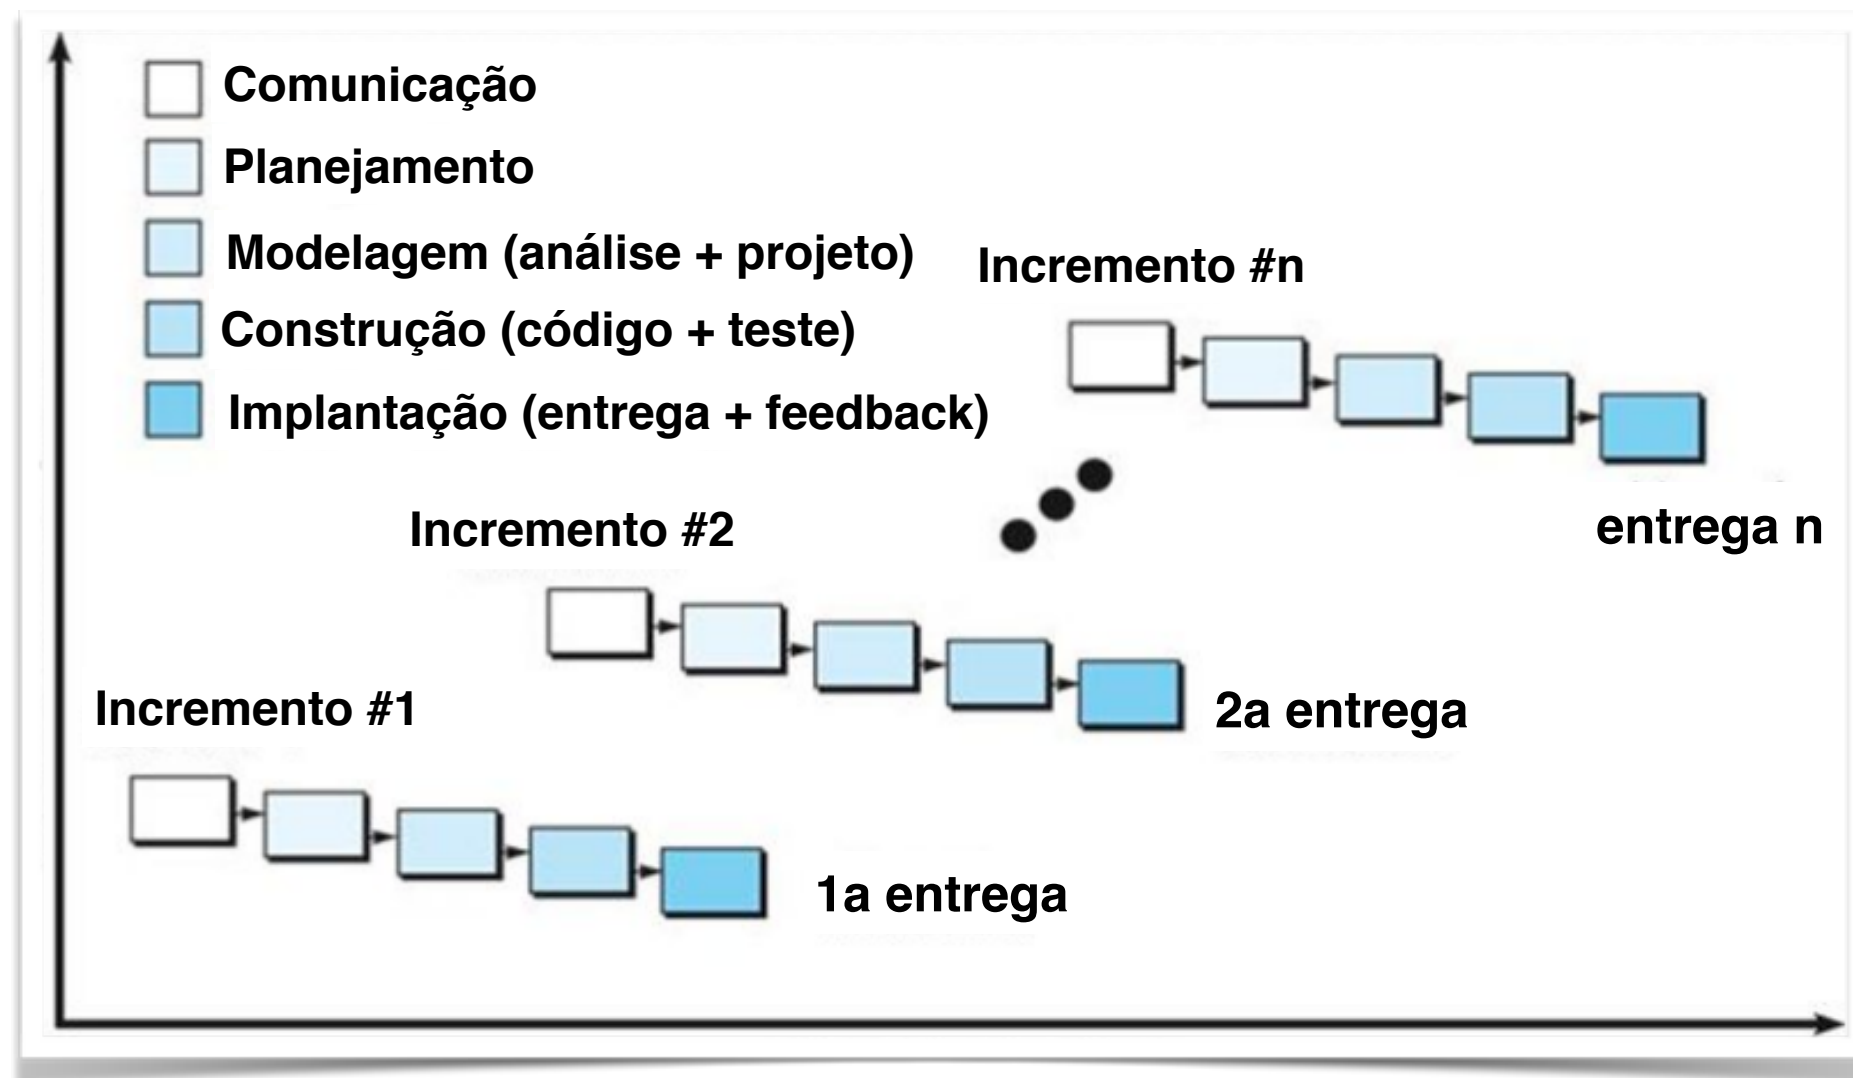 Comunicação
Planejamento
Modelagem (análise + projeto)
Construção (código + teste)
Implantação (entrega + feedback)
Incremento #n
entrega n
Incremento #2
2a entrega
Incremento #1
1a entrega